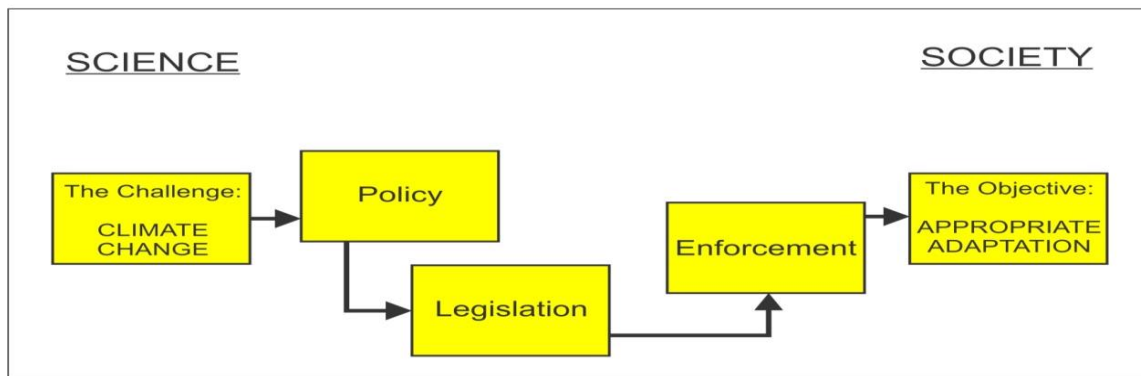 SCIENCE
SOCIETY
The Challenge:
CLIMATE
CHANGE
Policy
Legislation
Enforcement
The Objective:
APPROPRIATE
ADAPTATION